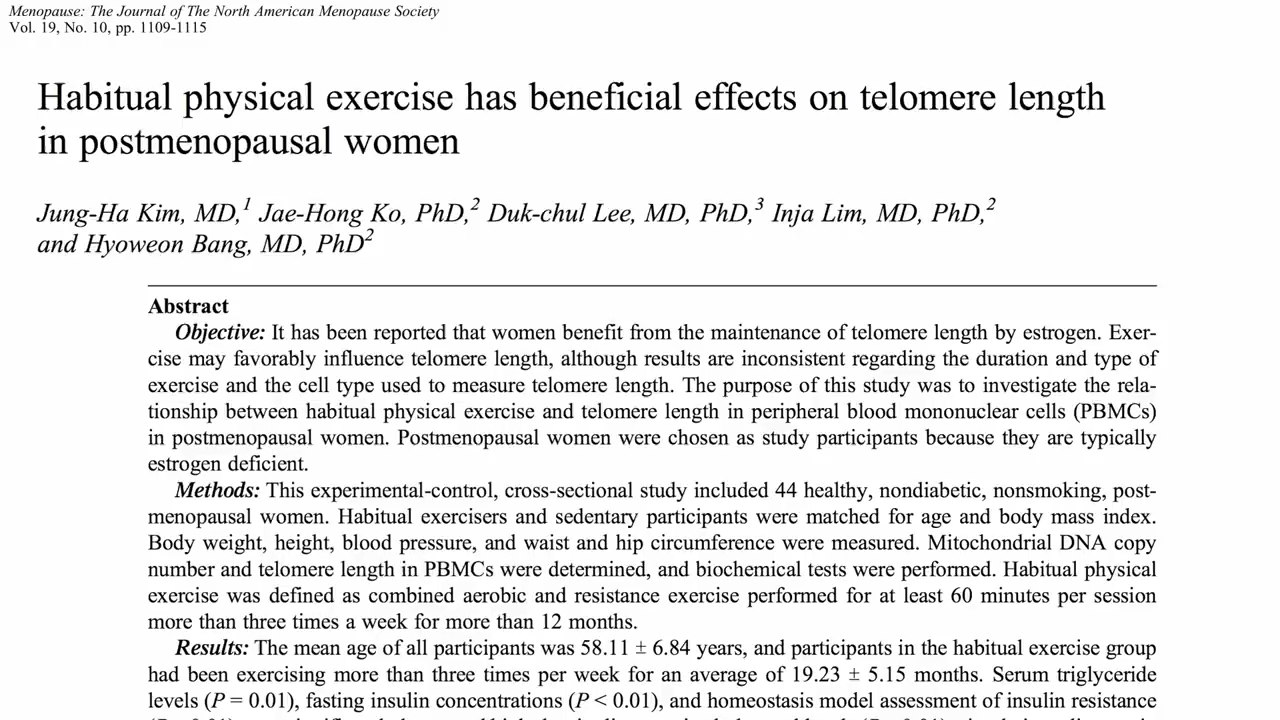 Menopause: The Journal of The North American Menopause Society
Vol. 19, No. 10, pp. 1109-1115
Habitual physical exercise has beneficial effects on telomere length
in postmenopausal women
Jung-Ha Kim, MD,1 Jae-Hong Ko, PhD,2 Duk-chul Lee, MD, PhD,3 Inja Lim, MD, PhD,2
and Hyoweon Bang, MD, PhD2
Abstract
Objective: It has been reported that women benefit from the maintenance of telomere length by estrogen. Exer-
cise may favorably influence telomere length, although results are inconsistent regarding the duration and type of
exercise and the cell type used to measure telomere length. The purpose of this study was to investigate the rela-
tionship between habitual physical exercise and telomere length in peripheral blood mononuclear cells (PBMCs)
in postmenopausal women. Postmenopausal women were chosen as study participants because they are typically
estrogen deficient.
Methods: This experimental-control, cross-sectional study included 44 healthy, nondiabetic, nonsmoking, post-
menopausal women. Habitual exercisers and sedentary participants were matched for age and body mass index.
Body weight, height, blood pressure, and waist and hip circumference were measured. Mitochondrial DNA copy
number and telomere length in PBMCs were determined, and biochemical tests were performed. Habitual physical
exercise was defined as combined aerobic and resistance exercise performed for at least 60 minutes per session
more than three times a week for more than 12 months.
Results: The mean age of all participants was 58.11 ± 6.84 years, and participants in the habitual exercise group
had been exercising more than three times per week for an average of 19.23 ± 5.15 months. Serum triglyceride
levels (P = 0.01), fasting insulin concentrations (P < 0.01), and homeostasis model assessment of insulin resistance